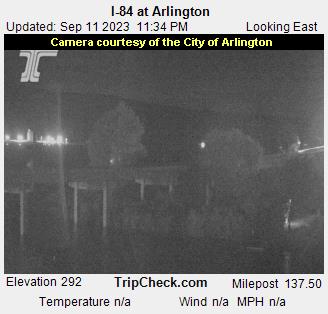 I-84 at Arlington
Updated: Sep 11 2023 11:34 PM Looking East
Camera courtesy of the City of Arlington
Elevation 292 TripCheck.com Milepost 137.50
Temperature n/a Wind n/a MPH n/a